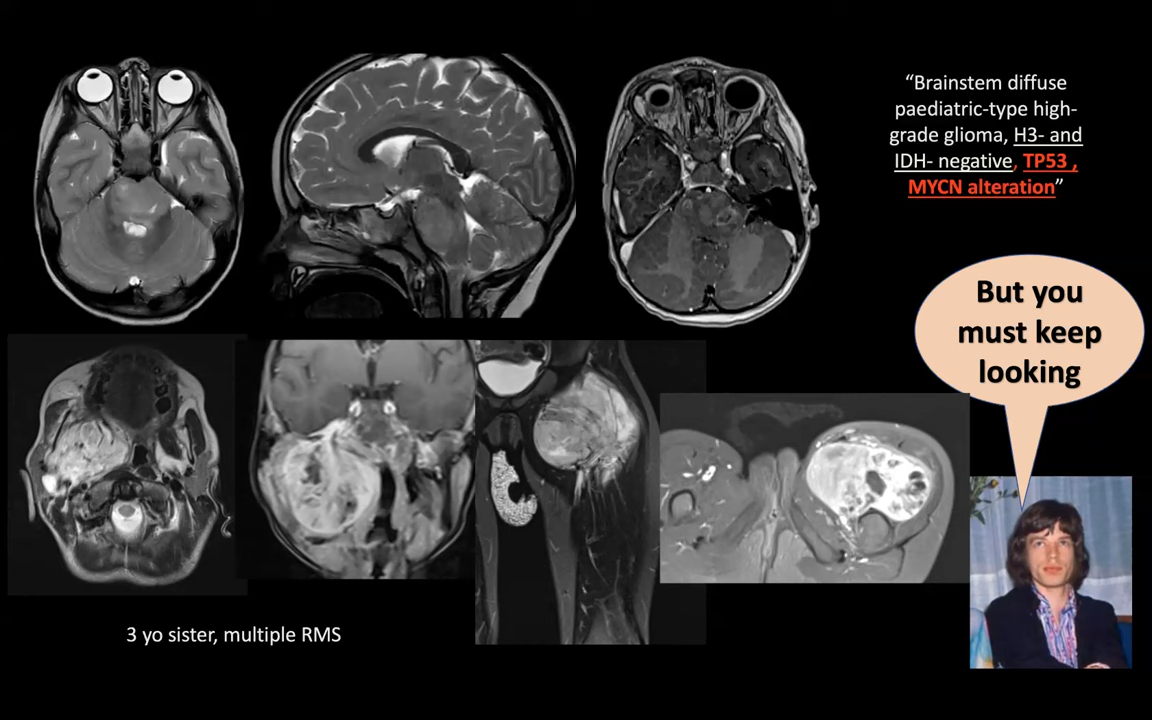 “Brainstem diffuse
paediatric-type high-
grade glioma, H3- and
IDH- negative, TP53 ,
MYCN alteration”
But you
must keep
looking
3 yo sister, multiple RMS